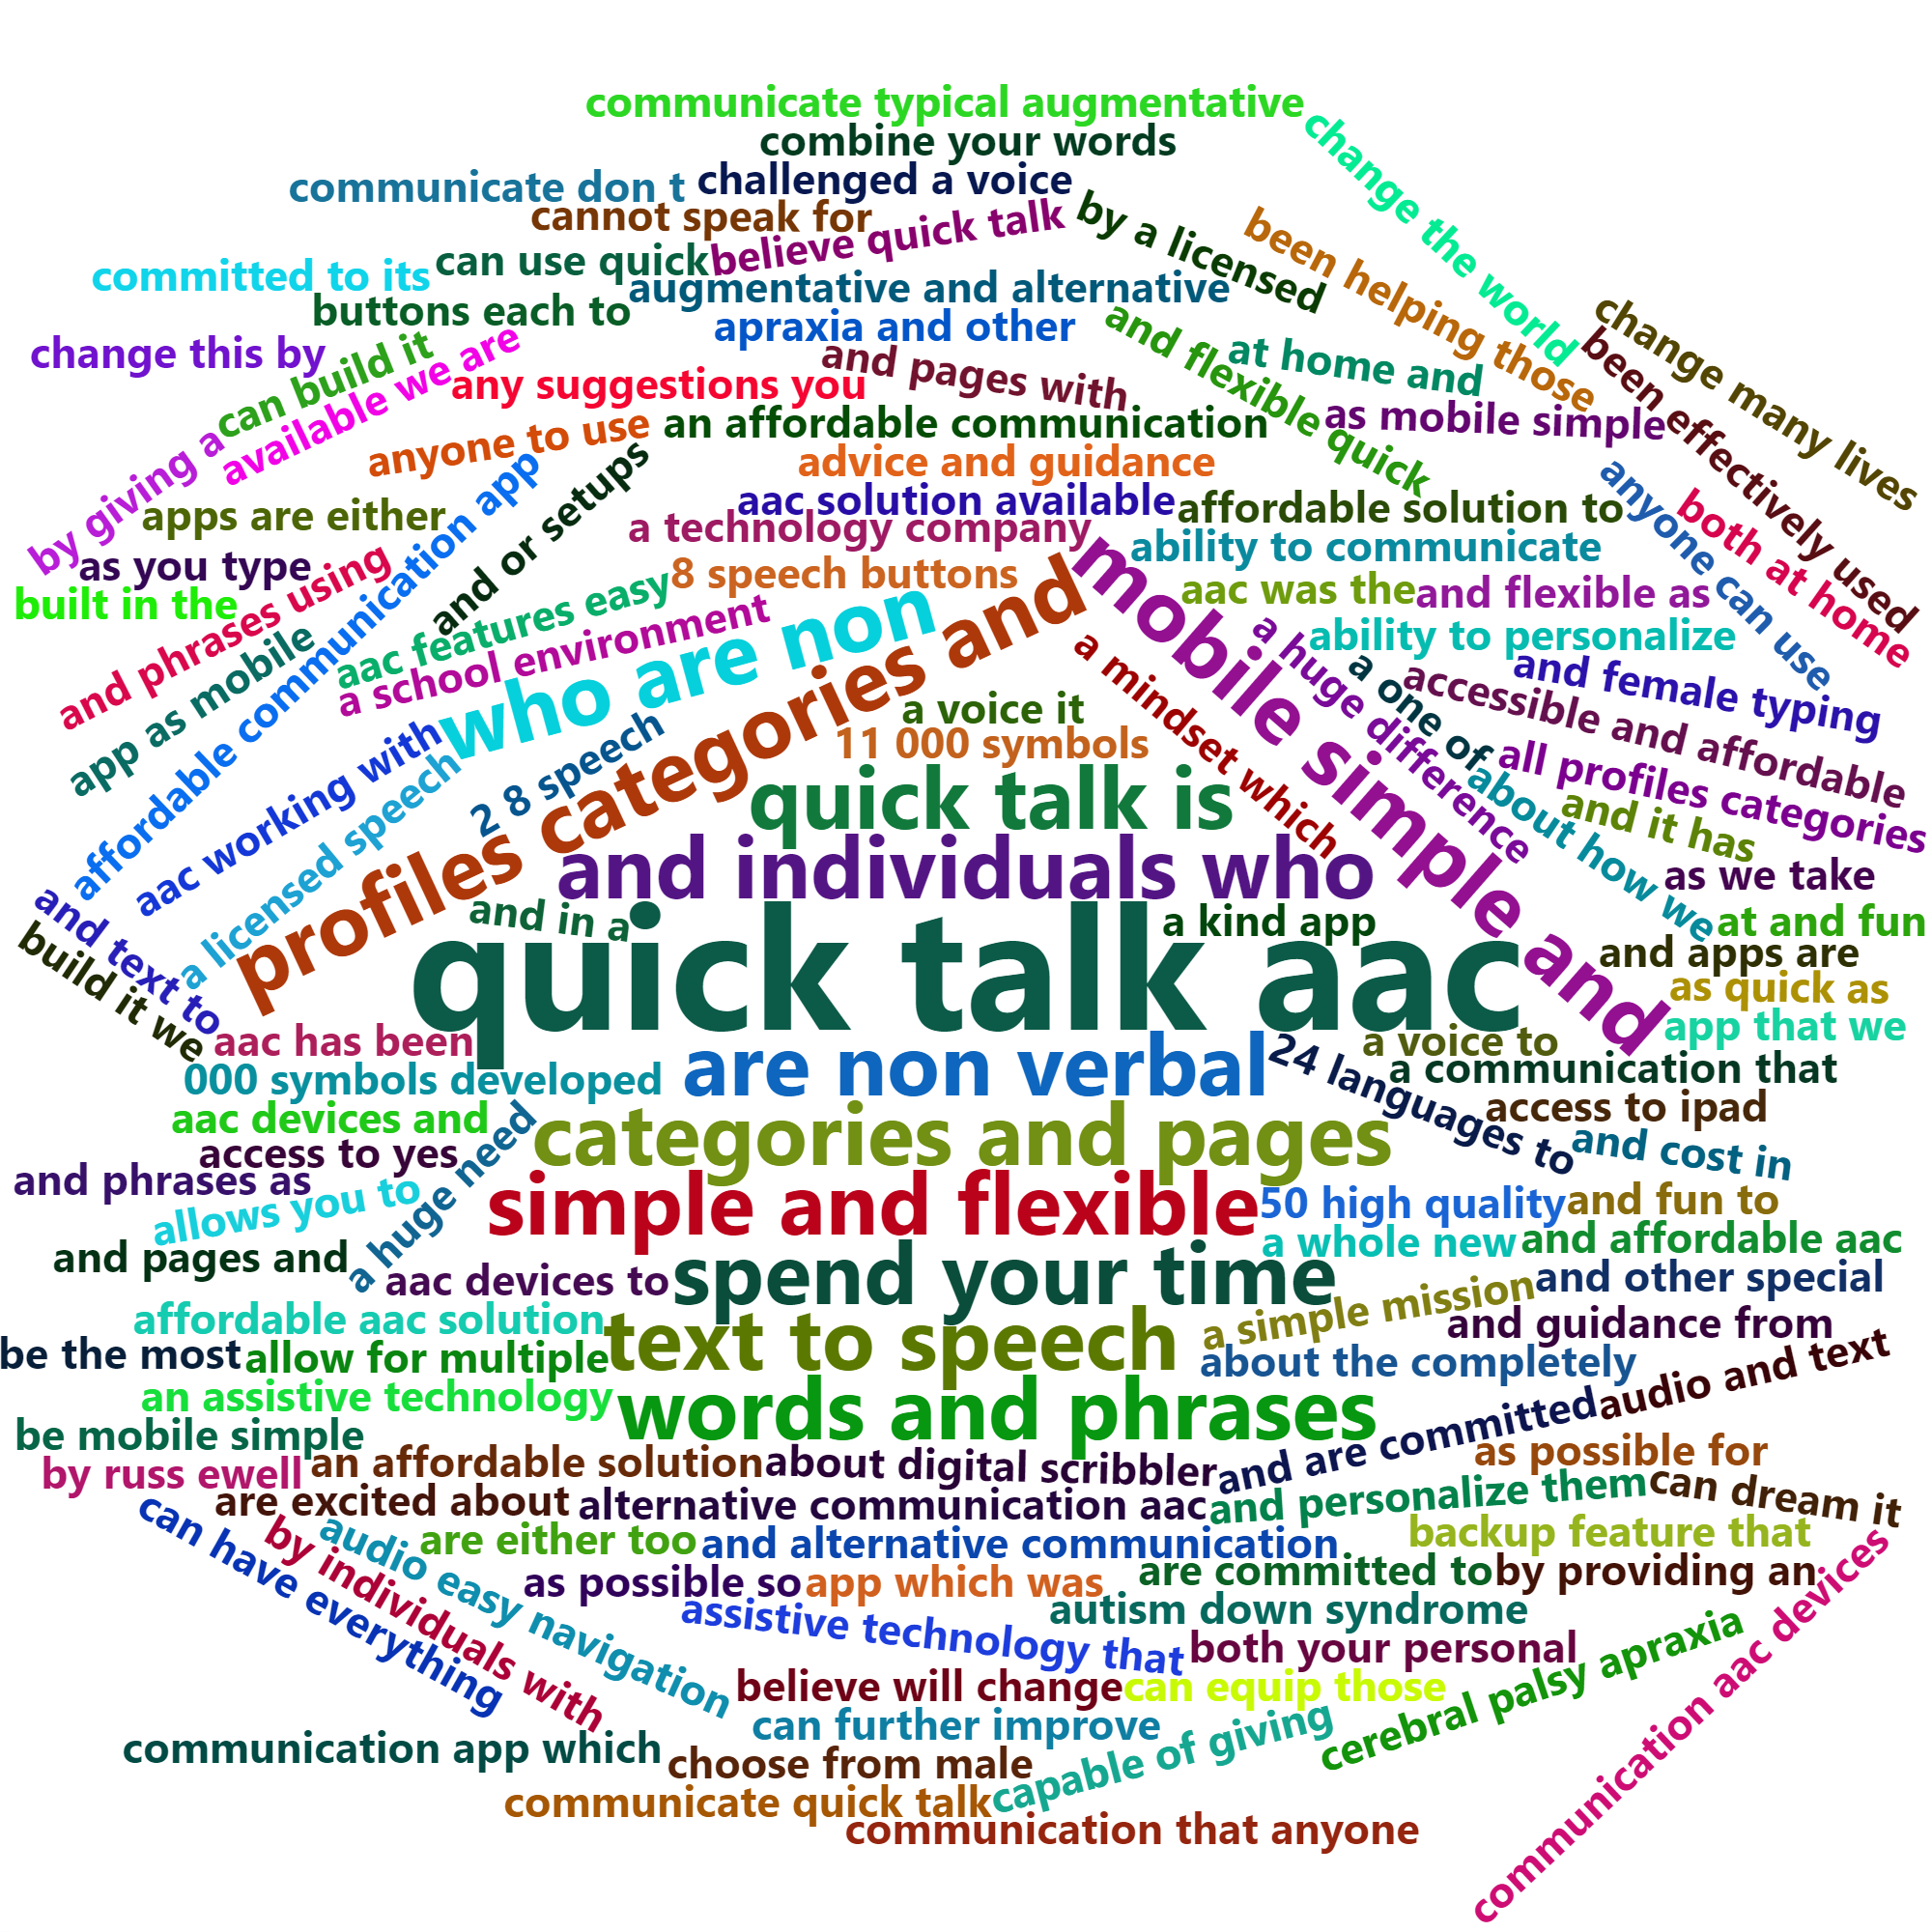 communicate typical augmentative
change the world
combine your words
communicate don t
challenged a voice
cannot speak for
believe quick talk
by a licensed
been helping those
committed to its
can use quick
augmentative and alternative
buttons each to
apraxia and other
and flexible quick
at home and
change many lives
been effectively used
change this by
can build it
available we are
any suggestions you
and pages with
an affordable communication
as mobile simple
by giving a
anyone to use
and or setups
advice and guidance
aac solution available
affordable solution to
anyone can use
both at home
apps are either
a technology company
ability to communicate
as you type
8 speech buttons
mobile simple and
aac was the
and flexible as
built in the
and phrases using
affordable communication app
aac features easy
a school environment
who are non
profiles categories and
a mindset which
a huge difference
ability to personalize
a one of
accessible and affordable
and female typing
app as mobile
aac working with
a licensed speech
2 8 speech
a voice it
11 000 symbols
all profiles categories
about how we
and it has
quick talk is
and individuals who
as we take
and text to
build it we
and in a
quick talk aac
a kind app
at and fun
and apps are
as quick as
aac has been
are non verbal
24 languages to
a voice to
app that we
000 symbols developed
a communication that
aac devices and
categories and pages
access to ipad
access to yes
a huge need
and cost in
and phrases as
allows you to
simple and flexible
50 high quality
and fun to
and pages and
a whole new
and affordable aac
aac devices to
spend your time
a simple mission
and other special
affordable aac solution
text to speech
and guidance from
be the most
allow for multiple
about the completely
audio and text
an assistive technology
words and phrases
and are committed
be mobile simple
as possible for
by russ ewell
an affordable solution
about digital scribbler
and personalize them
can dream it
are excited about
alternative communication aac
can have everything
by individuals with
audio easy navigation
are either too
and alternative communication
backup feature that
as possible so
app which was
are committed to
by providing an
communication aac devices
assistive technology that
autism down syndrome
both your personal
cerebral palsy apraxia
believe will change
can equip those
can further improve
communication app which
choose from male
capable of giving
communicate quick talk
communication that anyone